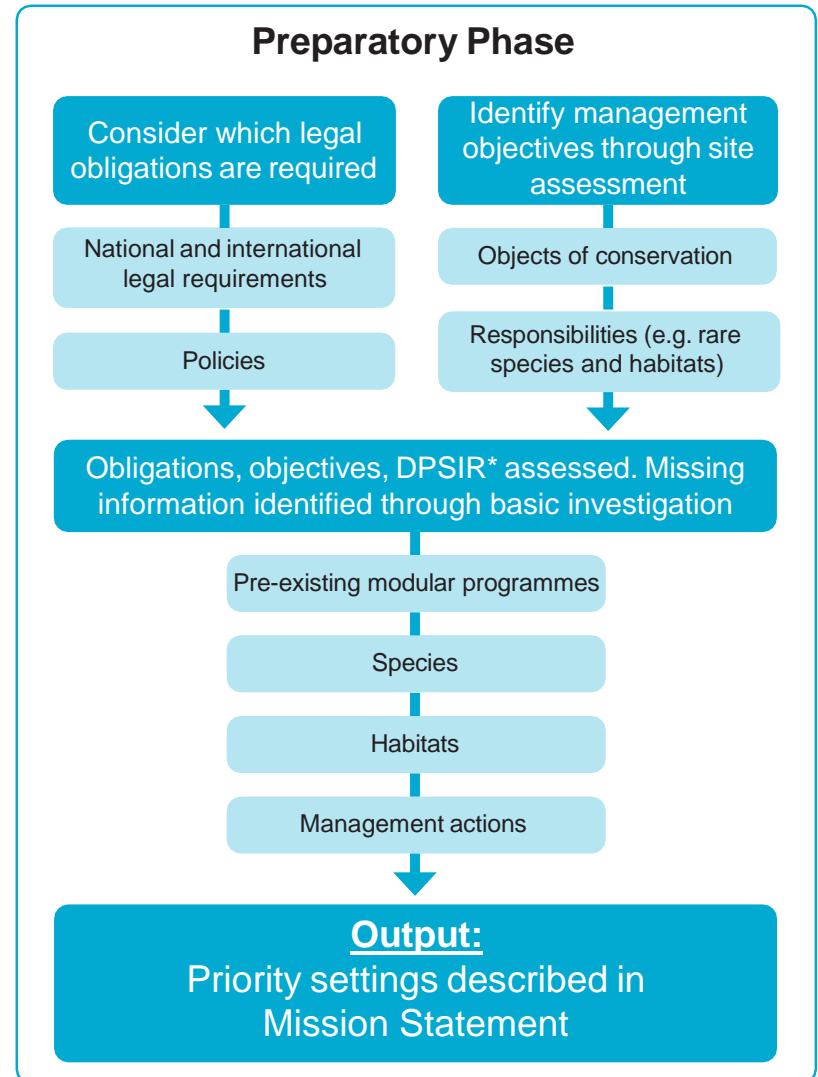 Preparatory Phase
Consider which legal
obligations are required
National and international
legal requirements
Policies
Identify management
objectives through site
assessment
Objects of conservation
Responsibilities (e.g. rare
species and habitats)
Obligations, objectives, DPSIR* assessed. Missing
information identified through basic investigation
Pre-existing modular programmes
Species
Habitats
Management actions
Output:
Priority settings described in
Mission Statement